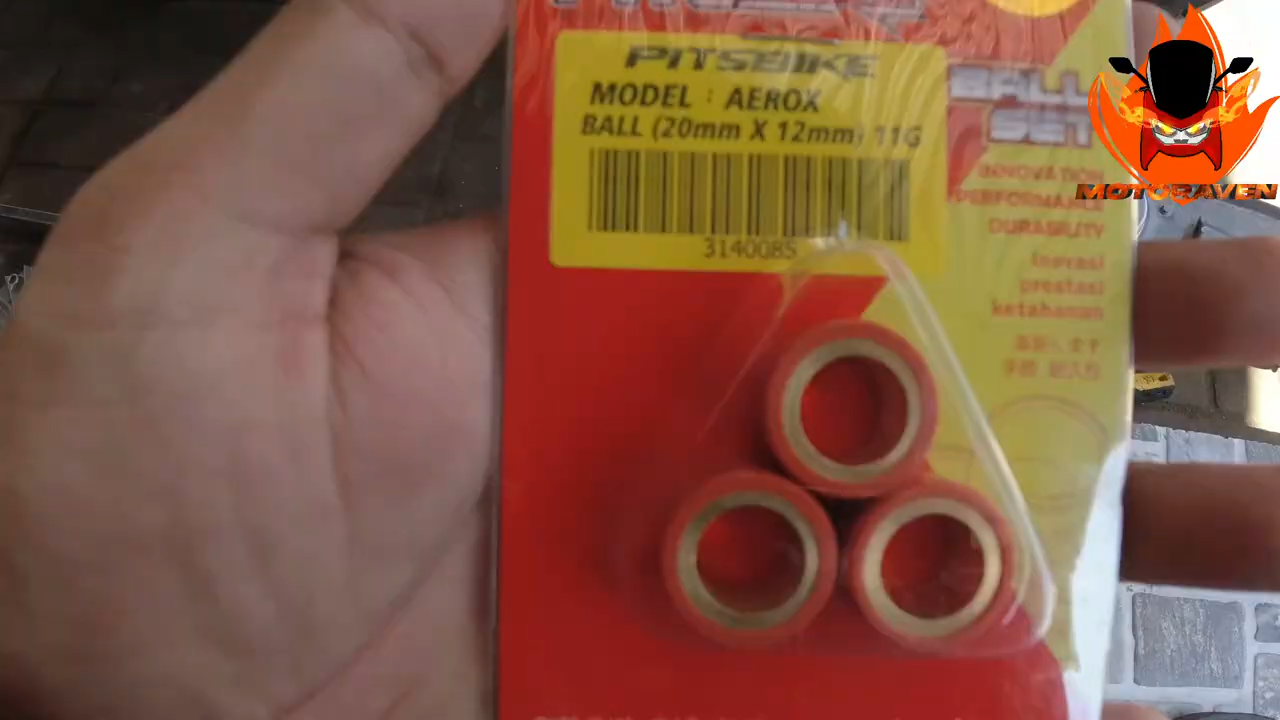 PITSBIKE
MODEL : AEROX
BALL (20mm X 12mm) 11G
3140085
BALL
SET
INNOVATION
PERFORMANCE
DURABILITY
inovasi
prestasi
ketahanan
MOTORAVEN